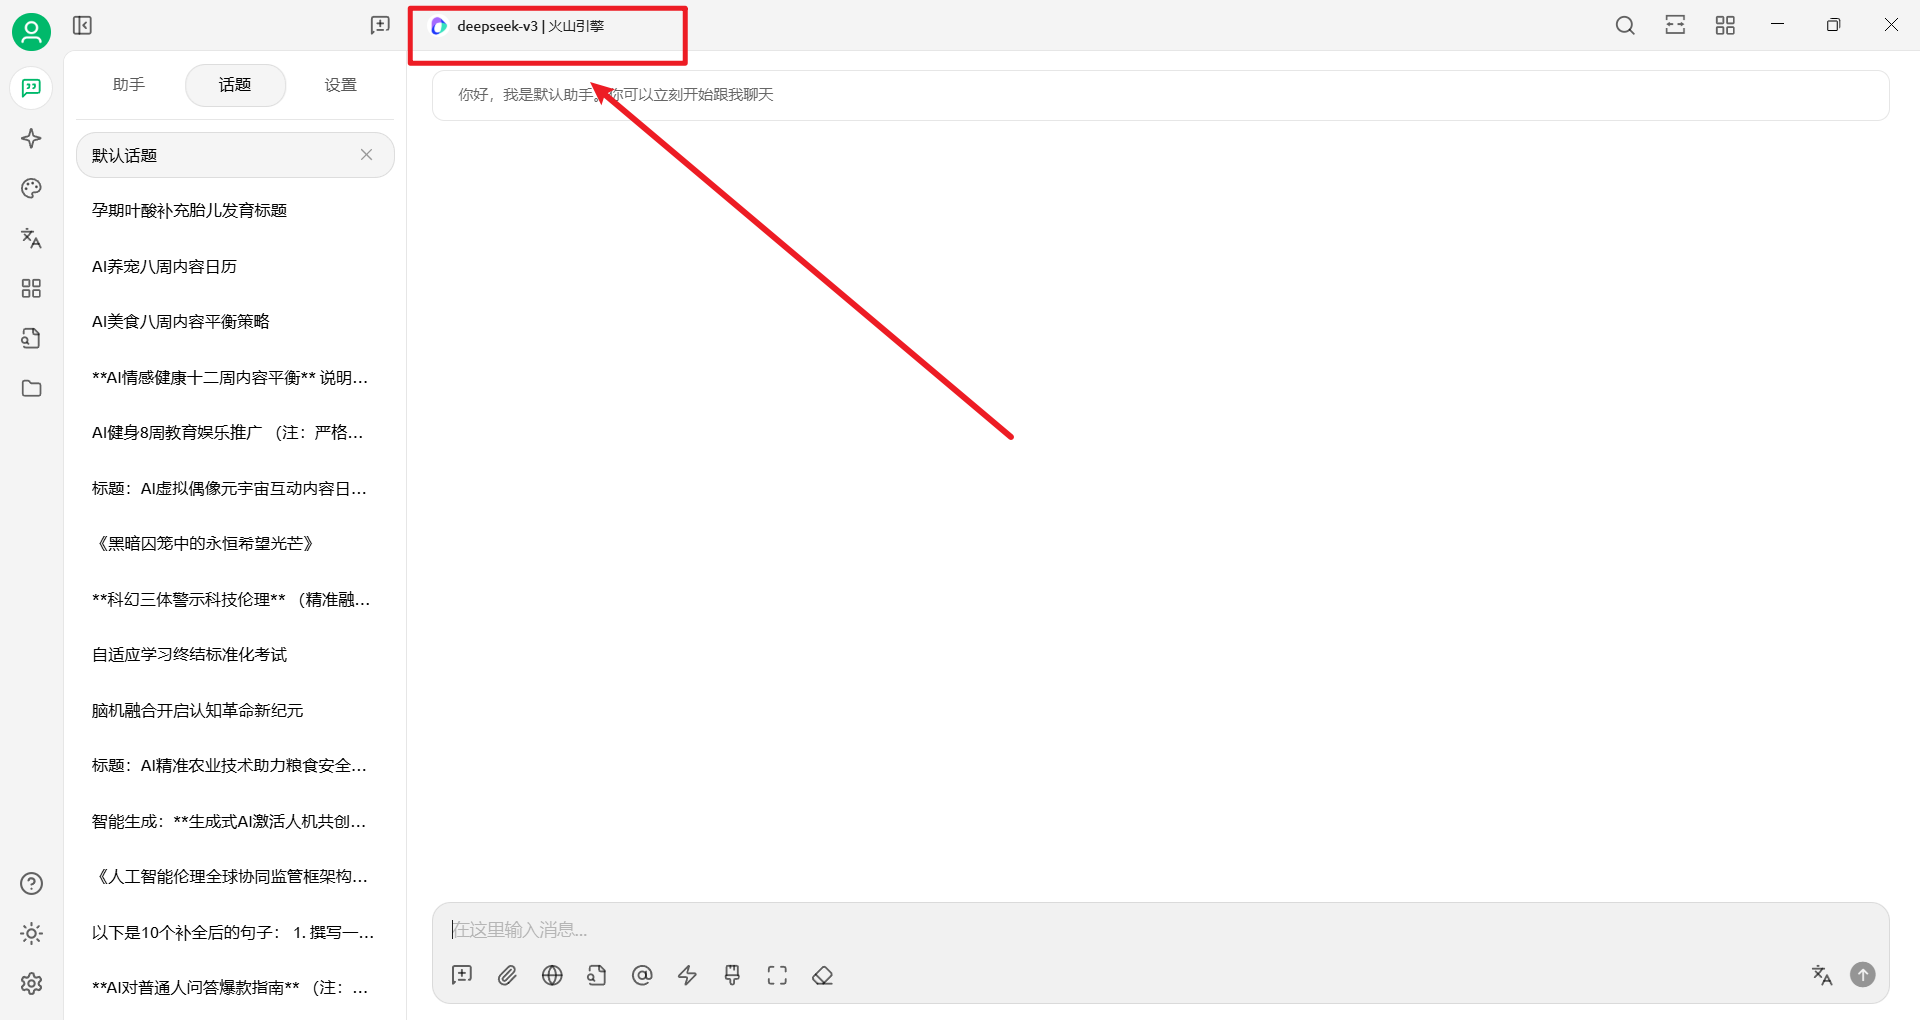 deepseek-v3 | 火山引擎
助手
话题
设置
你好，我是默认助手。你可以立刻开始跟我聊天
默认话题
孕期叶酸补充胎儿发育标题
AI养宠八周内容日历
AI美食八周内容平衡策略
**AI情感健康十二周内容平衡** 说明...
AI健身8周教育娱乐推广 （注：严格...
标题：AI虚拟偶像元宇宙互动内容日...
《黑暗囚笼中的永恒希望光芒》
**科幻三体警示科技伦理** （精准融...
自适应学习终结标准化考试
脑机融合开启认知革命新纪元
标题：AI精准农业技术助力粮食安全...
智能生成：**生成式AI激活人机共创...
《人工智能伦理全球协同监管框架构...
以下是10个补全后的句子： 1. 撰写一...
**AI对普通人问答爆款指南** （注：...
在这里输入消息...